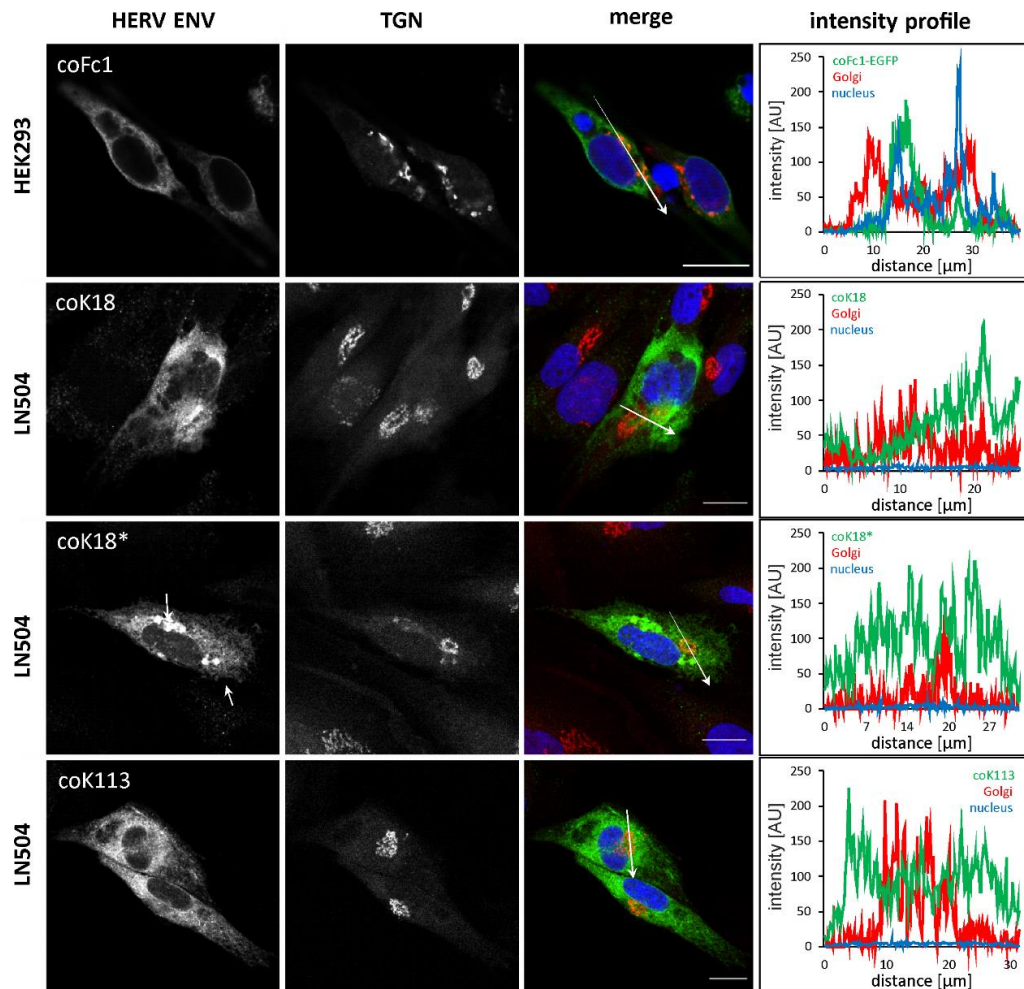 HERV ENV TGN merge intensity profile
HEK293
coFc1
coFc1-EGFP
Golgi
nucleus
intensity [AU]
250
200
150
100
50
0
0 10 20 30
distance [µm]
LN504
coK18
coK18
Golgi
nucleus
intensity [AU]
250
200
150
100
50
0
0 10 20
distance [µm]
LN504
coK18*
coK18*
Golgi
nucleus
intensity [AU]
250
200
150
100
50
0
0 7 14 20 27
distance [µm]
LN504
coK113
coK113
Golgi
nucleus
intensity [AU]
250
200
150
100
50
0
0 10 20 30
distance [µm]